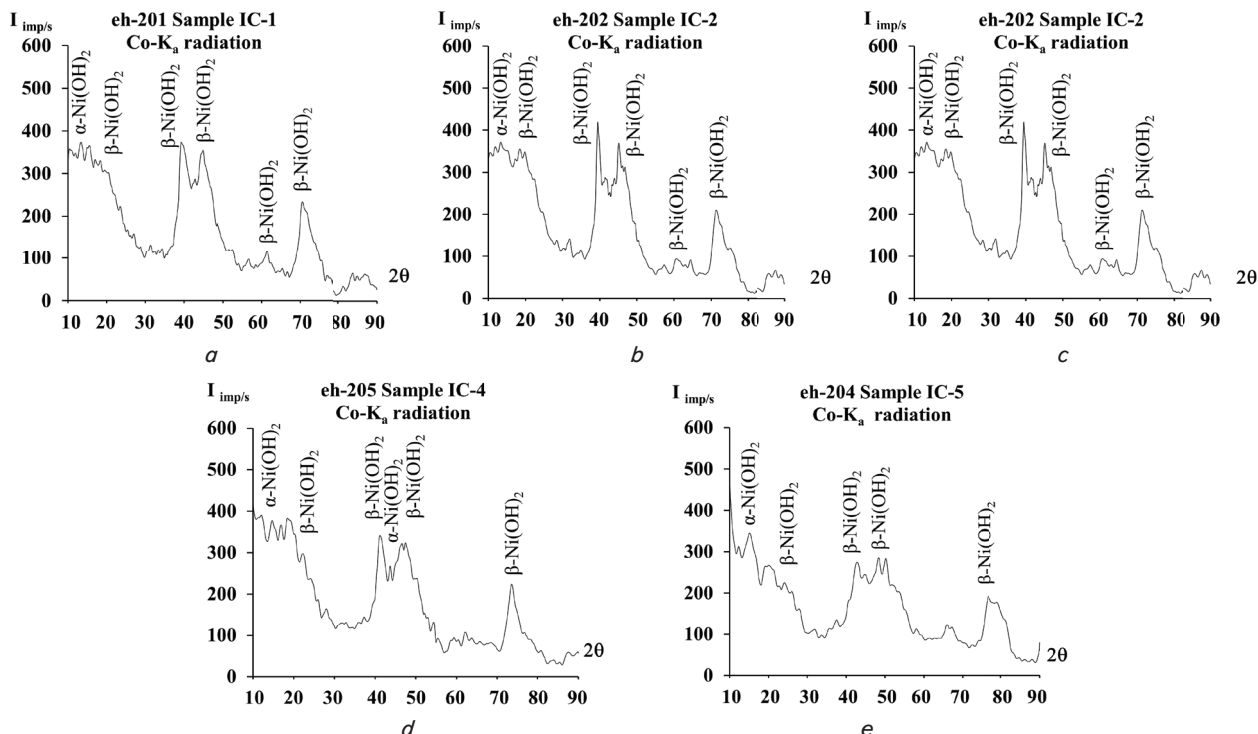 I imp/s
eh-201 Sample IC-1
Co-Ka radiation
600
500
400
300
200
100
0
α-Ni(OH)2
β-Ni(OH)2
β-Ni(OH)2
β-Ni(OH)2
β-Ni(OH)2
β-Ni(OH)2
2θ
10 20 30 40 50 60 70 80 90
a
I imp/s
eh-202 Sample IC-2
Co-Ka radiation
600
500
400
300
200
100
0
α-Ni(OH)2
β-Ni(OH)2
β-Ni(OH)2
β-Ni(OH)2
β-Ni(OH)2
β-Ni(OH)2
2θ
10 20 30 40 50 60 70 80 90
b
I imp/s
eh-202 Sample IC-2
Co-Ka radiation
600
500
400
300
200
100
0
α-Ni(OH)2
β-Ni(OH)2
β-Ni(OH)2
β-Ni(OH)2
β-Ni(OH)2
β-Ni(OH)2
2θ
10 20 30 40 50 60 70 80 90
c
I imp/s
eh-205 Sample IC-4
Co-Ka radiation
600
500
400
300
200
100
0
α-Ni(OH)2
β-Ni(OH)2
β-Ni(OH)2
α-Ni(OH)2
β-Ni(OH)2
β-Ni(OH)2
2θ
10 20 30 40 50 60 70 80 90
d
I imp/s
eh-204 Sample IC-5
Co-Ka radiation
600
500
400
300
200
100
0
α-Ni(OH)2
β-Ni(OH)2
β-Ni(OH)2
β-Ni(OH)2
β-Ni(OH)2
2θ
10 20 30 40 50 60 70 80 90
e